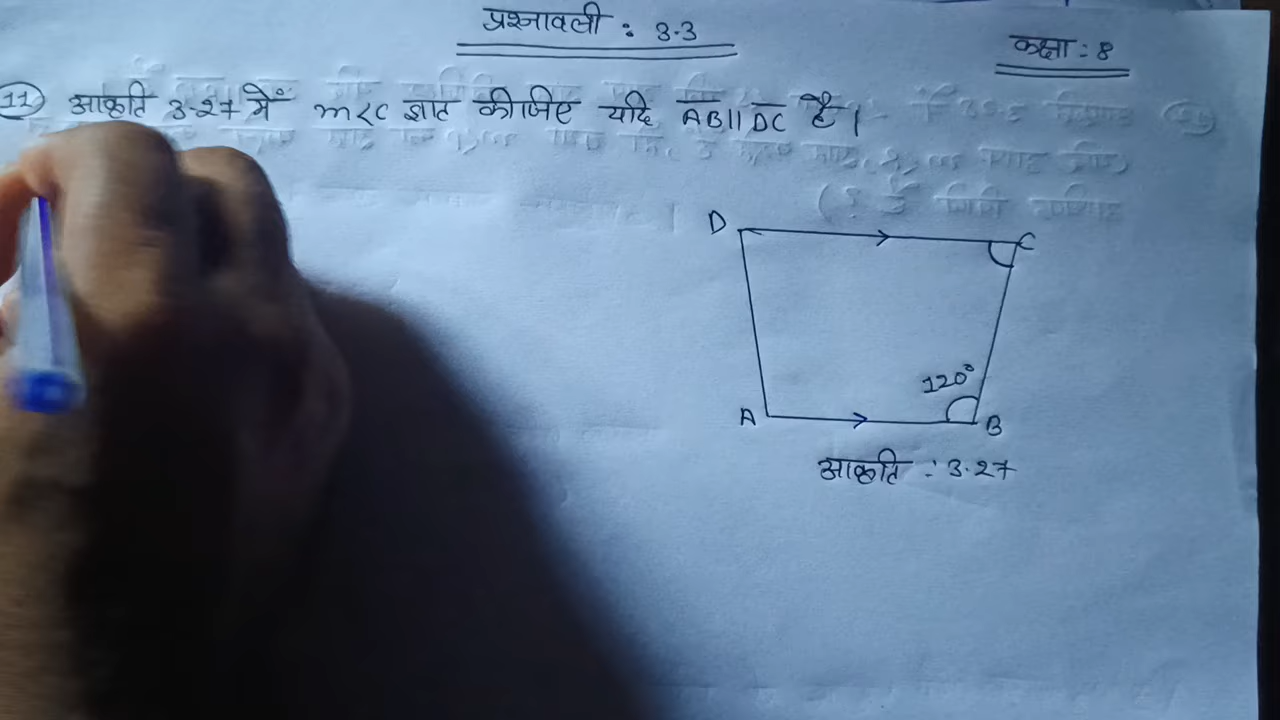 प्रश्नावली : 3.3
कक्षा : 8
11 आकृति 3.27 में m<C ज्ञात कीजिए यदि AB || DC है।
D
C
120°
A
B
आकृति : 3.27